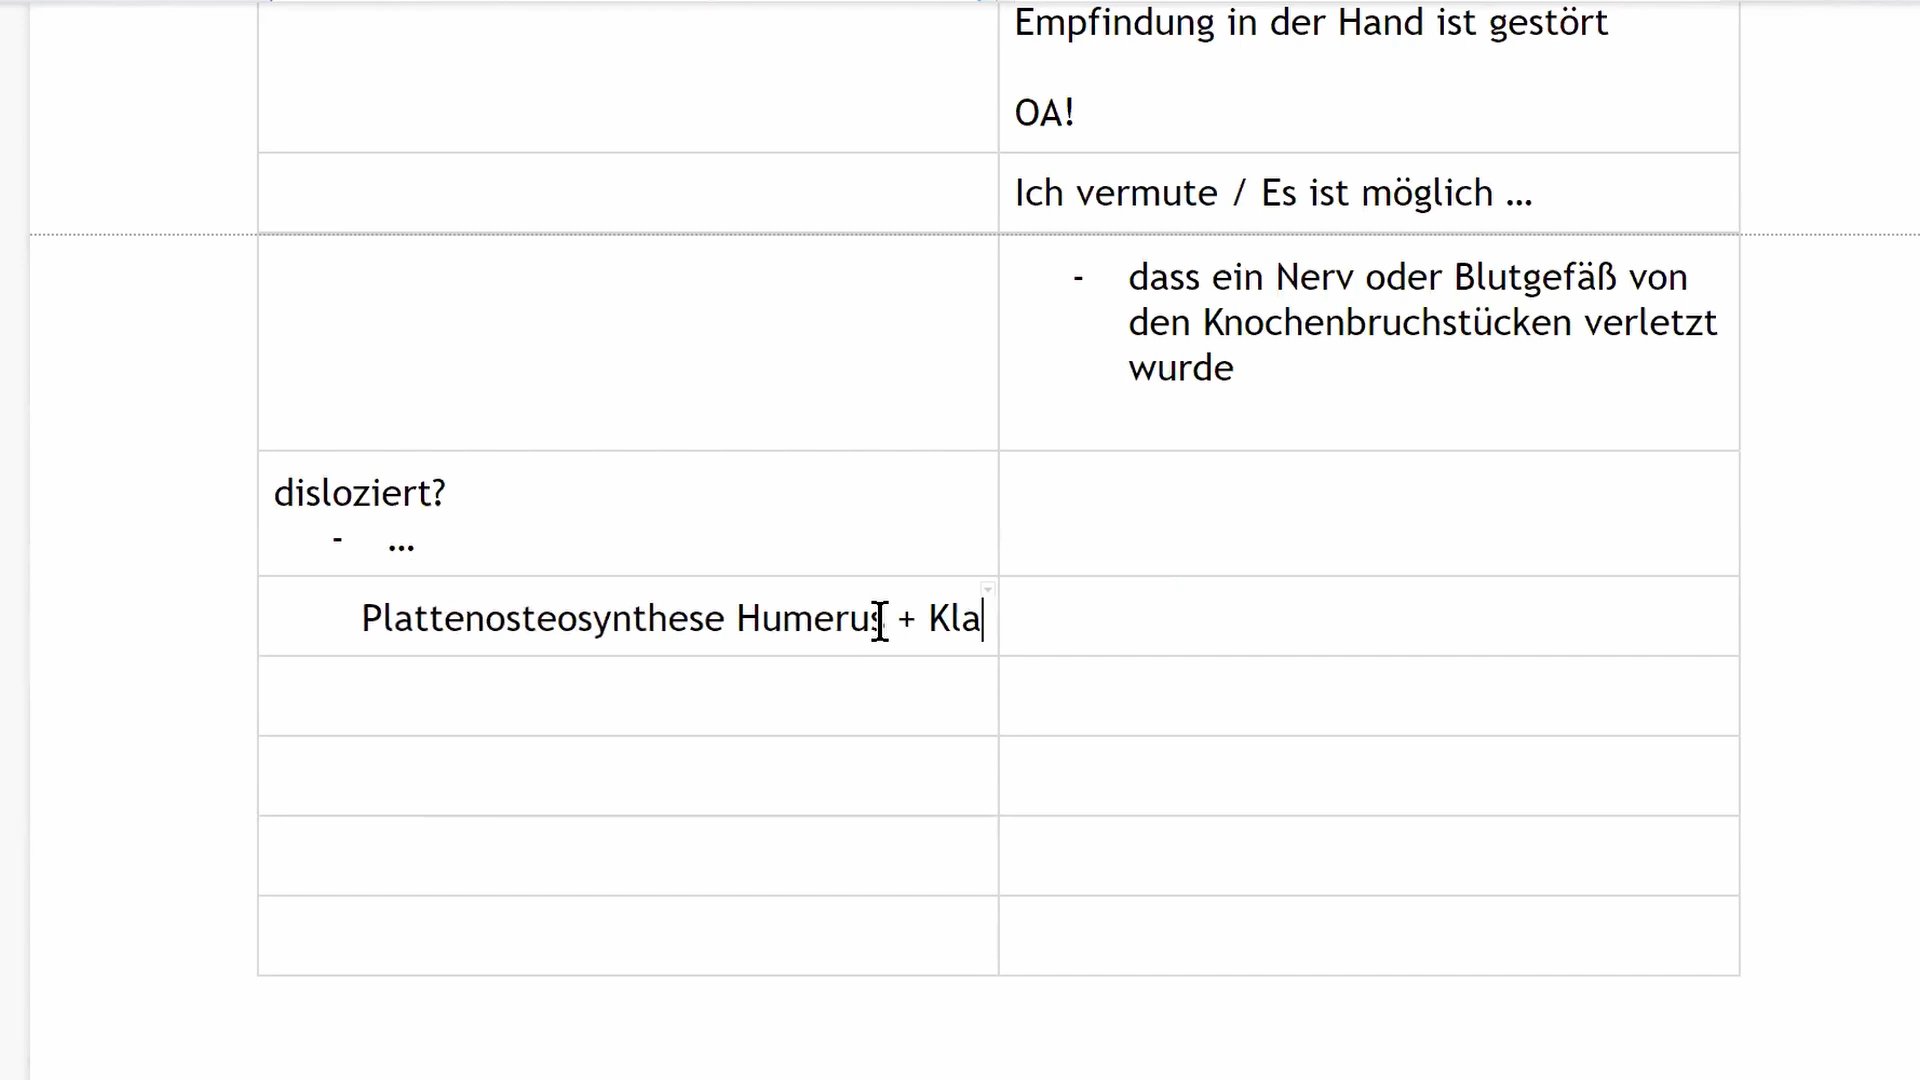 Empfindung in der Hand ist gestört
OA!
Ich vermute / Es ist möglich ...
- dass ein Nerv oder Blutgefäß von
den Knochenbruchstücken verletzt
wurde
disloziert?
- ...
Plattenosteosynthese Humerus + Kla